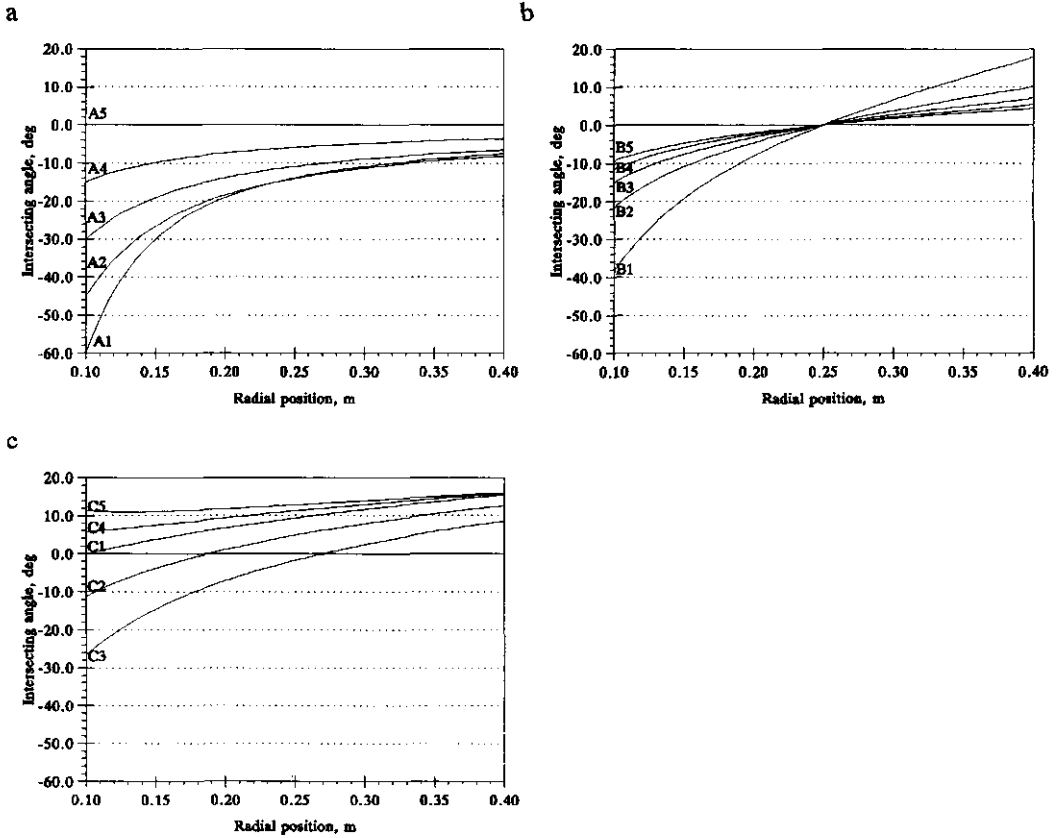 a
Intersecting angle, deg
20.0
10.0
0.0
-10.0
-20.0
-30.0
-40.0
-50.0
-60.0
A5
A4
A3
A2
A1
0.10 0.15 0.20 0.25 0.30 0.35 0.40
Radial position, m
b
Intersecting angle, deg
20.0
10.0
0.0
-10.0
-20.0
-30.0
-40.0
-50.0
-60.0
B5
B4
B3
B2
B1
0.10 0.15 0.20 0.25 0.30 0.35 0.40
Radial position, m
c
Intersecting angle, deg
20.0
10.0
0.0
-10.0
-20.0
-30.0
-40.0
-50.0
-60.0
C5
C4
C1
C2
C3
0.10 0.15 0.20 0.25 0.30 0.35 0.40
Radial position, m